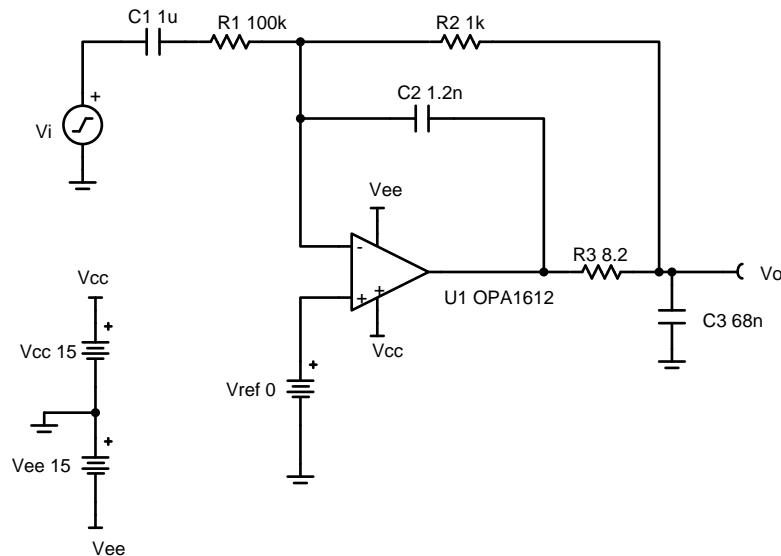 C1 1u
R1 100k
R2 1k
+
Vi
C2 1.2n
Vee
-
+
+
U1 OPA1612
R3 8.2
Vo
C3 68n
Vcc
Vcc
+
Vcc 15
+
Vref 0
+
Vee 15
Vee